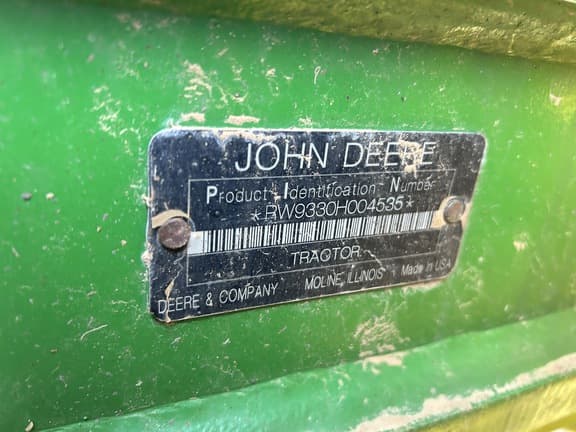 JOHN DEERE
Product Identification Number
*RW9330H004535*
TRACTOR
DEERE & COMPANY MOLINE, ILLINOIS Made in USA